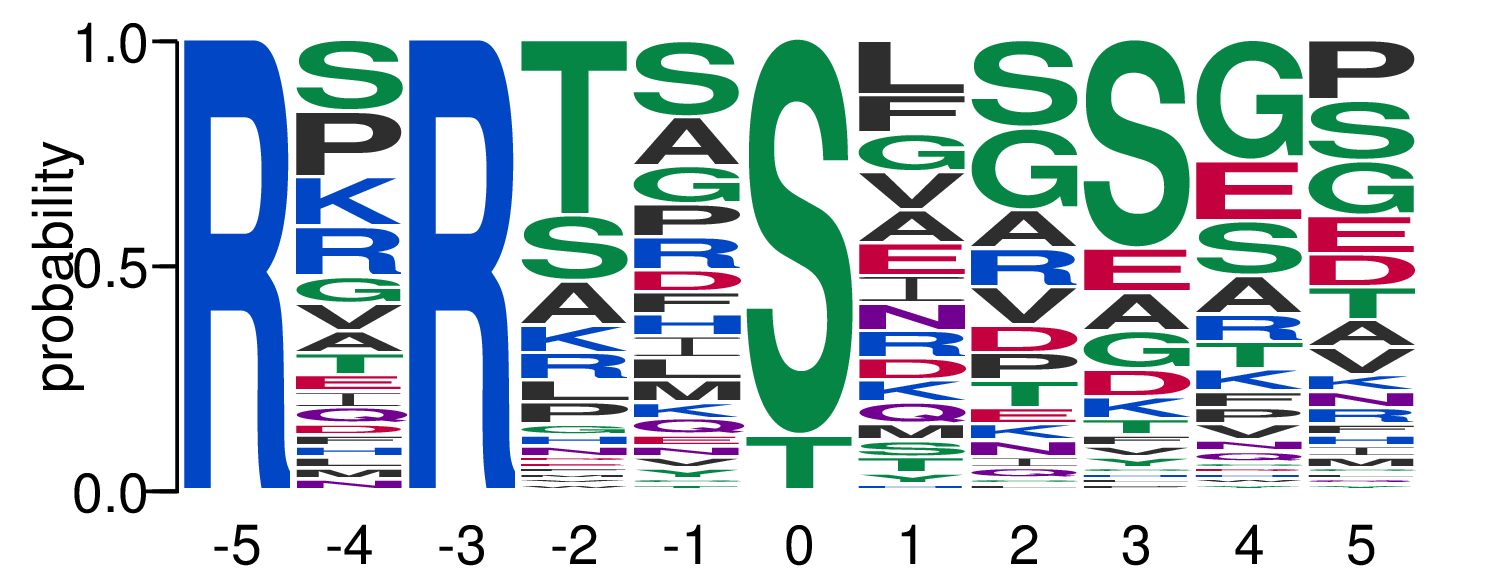 probability
1.0
0.5
0.0
R
S P K R G V A T E I Q D F H L M N
R
T S A K R L P G H N
S A G P R D F H I L M K Q E N V Y
S T
L F G V A E I N R D K Q M S T Y
S G A R V D P T E K N I Q
S E A G D K T
G E S A R T K P V N Q
P S G E D T A V K N R F H I M
-5 -4 -3 -2 -1 0 1 2 3 4 5